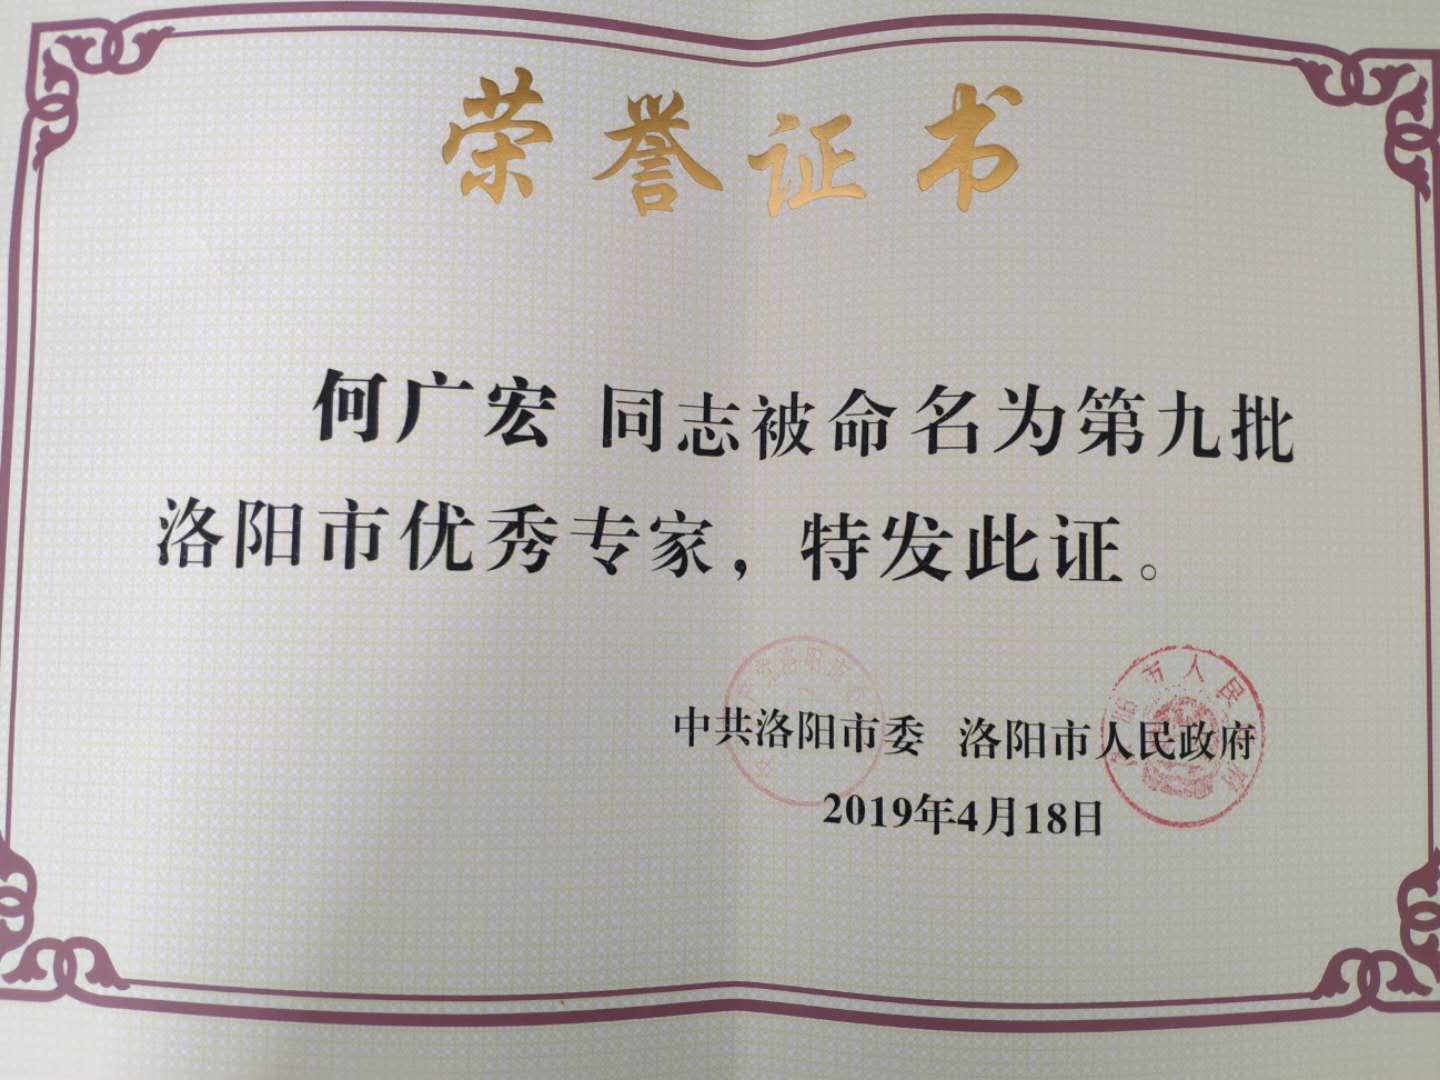 荣誉证书
何广宏 同志被命名为第九批
洛阳市优秀专家，特发此证。
中共洛阳市委 洛阳市人民政府
2019年4月18日